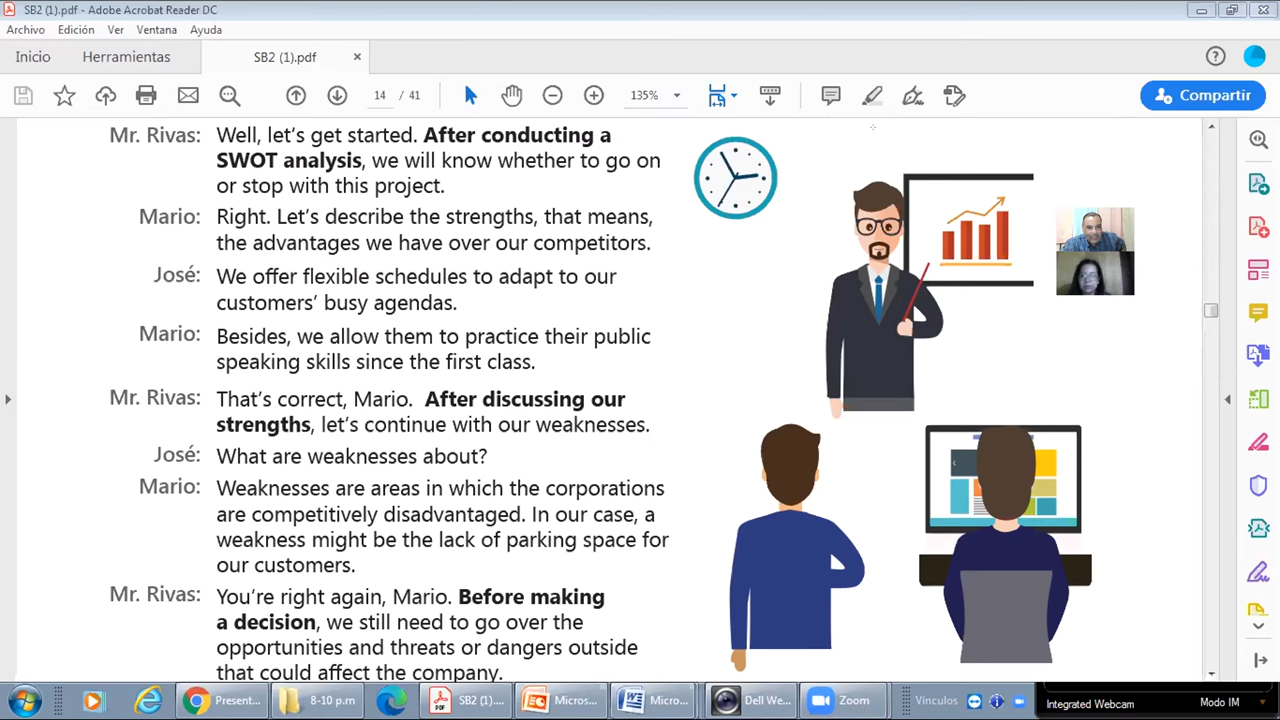 SB2 (1).pdf - Adobe Acrobat Reader DC
Archivo Edición Ver Ventana Ayuda
Inicio Herramientas SB2 (1).pdf ×
14 / 41 135% Compartir
Mr. Rivas: Well, let's get started. After conducting a
SWOT analysis, we will know whether to go on
or stop with this project.
Mario: Right. Let's describe the strengths, that means,
the advantages we have over our competitors.
José: We offer flexible schedules to adapt to our
customers' busy agendas.
Mario: Besides, we allow them to practice their public
speaking skills since the first class.
Mr. Rivas: That's correct, Mario. After discussing our
strengths, let's continue with our weaknesses.
José: What are weaknesses about?
Mario: Weaknesses are areas in which the corporations
are competitively disadvantaged. In our case, a
weakness might be the lack of parking space for
our customers.
Mr. Rivas: You're right again, Mario. Before making
a decision, we still need to go over the
opportunities and threats or dangers outside
that could affect the company.
Present... 8-10 p.m SB2 (1).... Micros... Micro... Dell We... Zoom Vínculos Integrated Webcam Modo IM